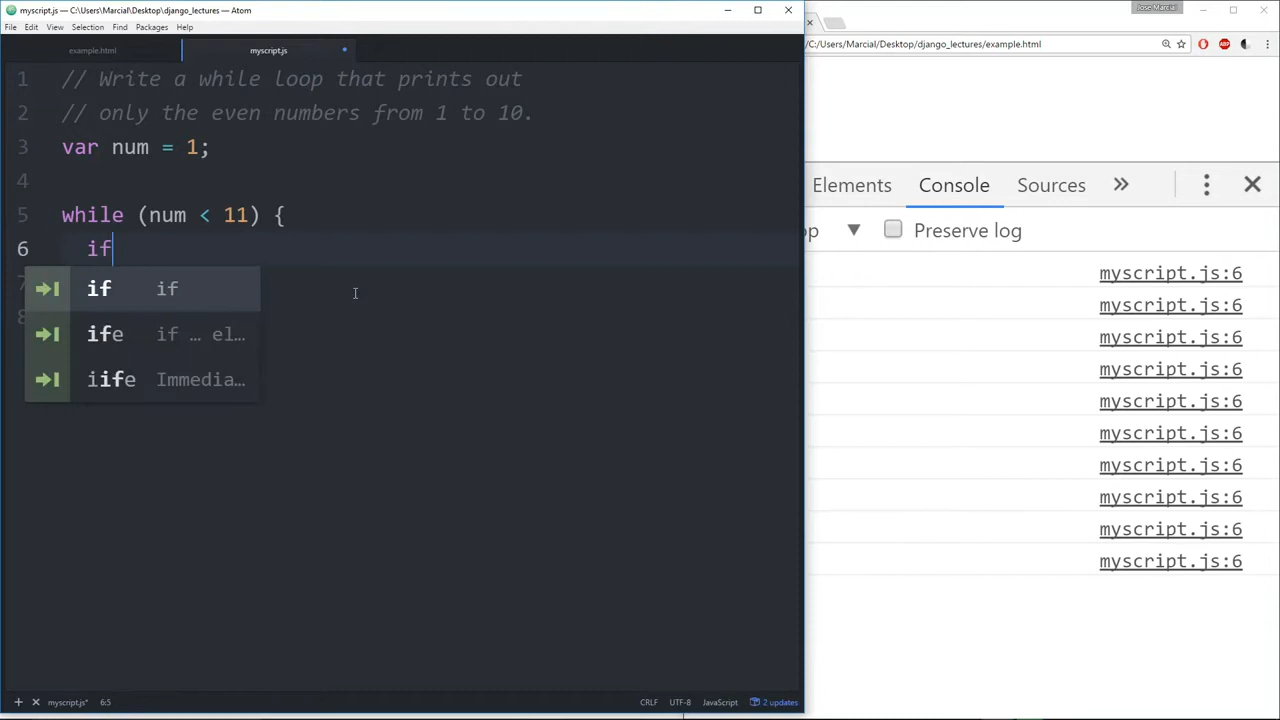 myscript.js — C:\Users\Marcial\Desktop\django_lectures — Atom
Jose Marcial
File Edit View Selection Find Packages Help
example.html
myscript.js
/C:/Users/Marcial/Desktop/django_lectures/example.html
1 // Write a while loop that prints out
2 // only the even numbers from 1 to 10.
3 var num = 1;
4
5 while (num < 11) {
6 if
if if
ife if … el…
iife Immedia…
Elements Console Sources
op Preserve log
myscript.js:6
myscript.js:6
myscript.js:6
myscript.js:6
myscript.js:6
myscript.js:6
myscript.js:6
myscript.js:6
myscript.js:6
myscript.js:6
myscript.js* 6:5
CRLF UTF-8 JavaScript 2 updates